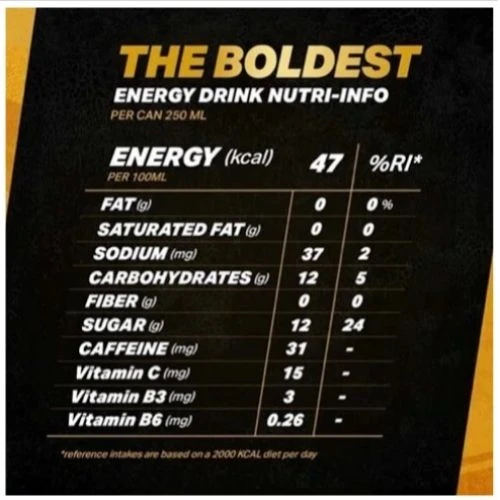 THE BOLDEST
ENERGY DRINK NUTRI-INFO
PER CAN 250 ML
ENERGY (kcal) 47 %RI*
PER 100ML
FAT (g) 0 0 %
SATURATED FAT (g) 0 0
SODIUM (mg) 37 2
CARBOHYDRATES (g) 12 5
FIBER (g) 0 0
SUGAR (g) 12 24
CAFFEINE (mg) 31 -
Vitamin C (mg) 15 -
Vitamin B3 (mg) 3 -
Vitamin B6 (mg) 0.26 -
*reference intakes are based on a 2000 KCAL diet per day